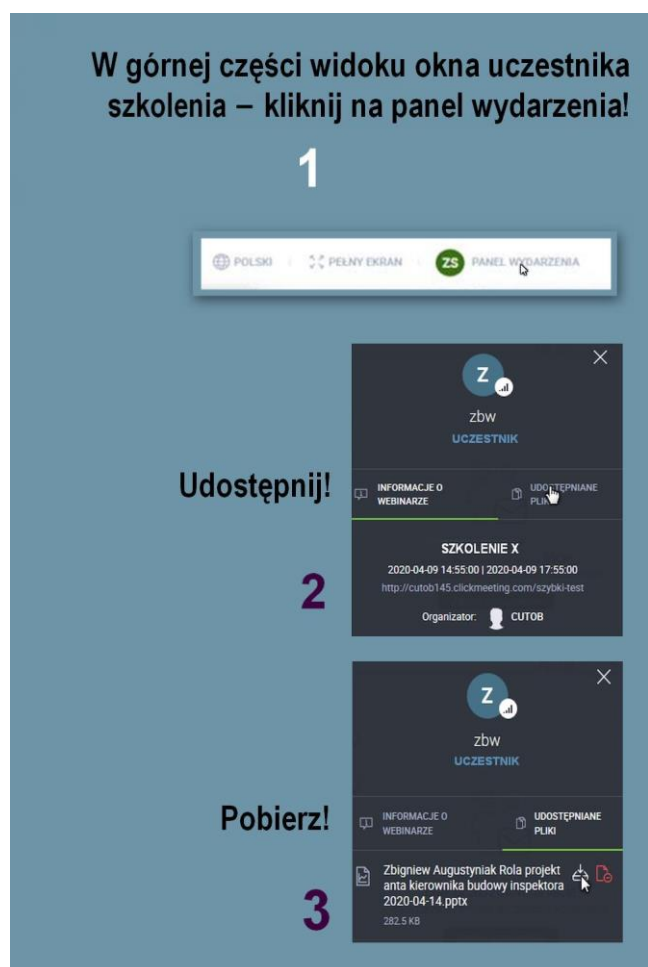 W górnej części widoku okna uczestnika
szkolenia – kliknij na panel wydarzenia!
1
POLSKI PEŁNY EKRAN ZS PANEL WYDARZENIA
Z
zbw
UCZESTNIK
Udostępnij!
INFORMACJE O
WEBINARZE
UDOSTĘPNIANE
PLIKI
SZKOLENIE X
2020-04-09 14:55:00 | 2020-04-09 17:55:00
http://cutob145.clickmeeting.com/szybki-test
2
Organizator: CUTOB
Z
zbw
UCZESTNIK
Pobierz!
INFORMACJE O
WEBINARZE
UDOSTĘPNIANE
PLIKI
Zbigniew Augustyniak Rola projekt
anta kierownika budowy inspektora
2020-04-14.pptx
282.5 KB
3